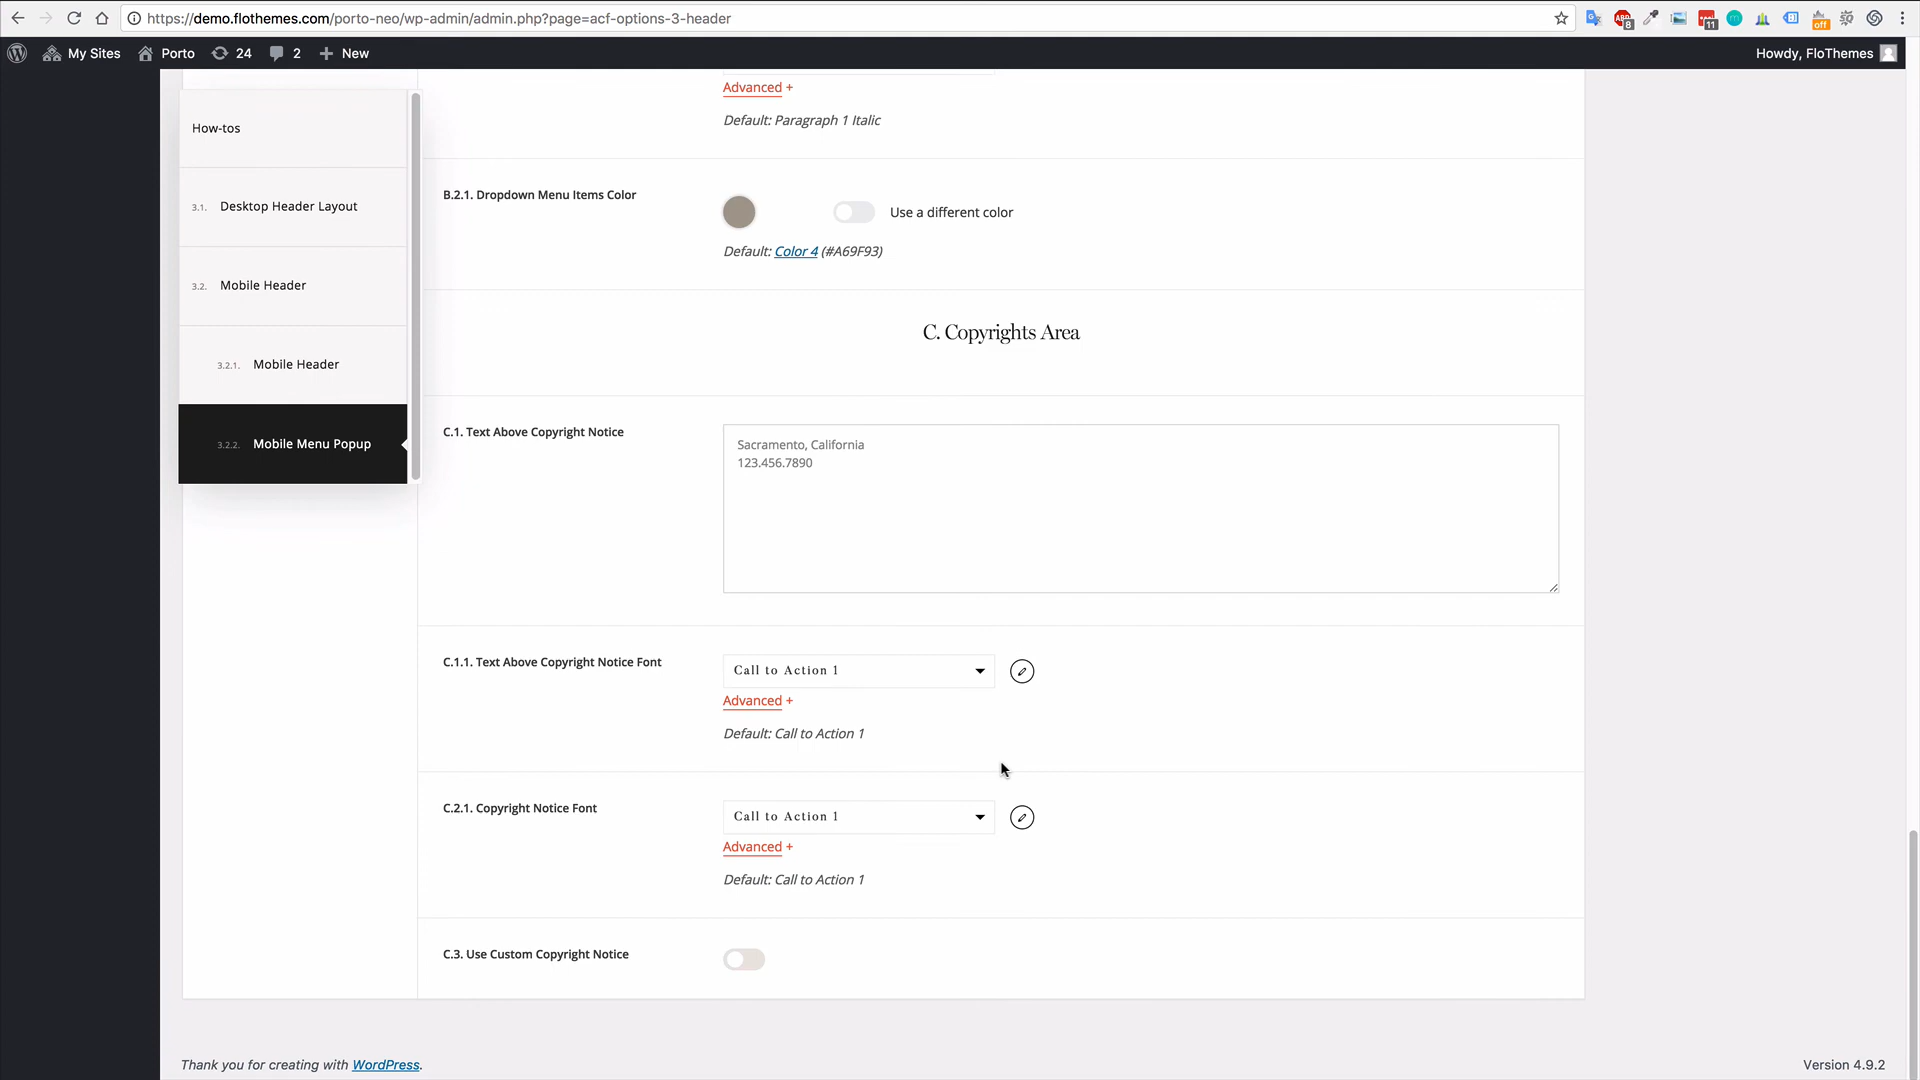 https://demo.flothemes.com/porto-neo/wp-admin/admin.php?page=acf-options-3-header
ABP
8
11
off
My Sites
Porto
24
2
New
Howdy, FloThemes
How-tos
3.1. Desktop Header Layout
3.2. Mobile Header
3.2.1. Mobile Header
3.2.2. Mobile Menu Popup
Advanced +
Default: Paragraph 1 Italic
B.2.1. Dropdown Menu Items Color
Use a different color
Default: Color 4 (#A69F93)
C. Copyrights Area
C.1. Text Above Copyright Notice
Sacramento, California
123.456.7890
C.1.1. Text Above Copyright Notice Font
Call to Action 1
Advanced +
Default: Call to Action 1
C.2.1. Copyright Notice Font
Call to Action 1
Advanced +
Default: Call to Action 1
C.3. Use Custom Copyright Notice
Thank you for creating with WordPress.
Version 4.9.2